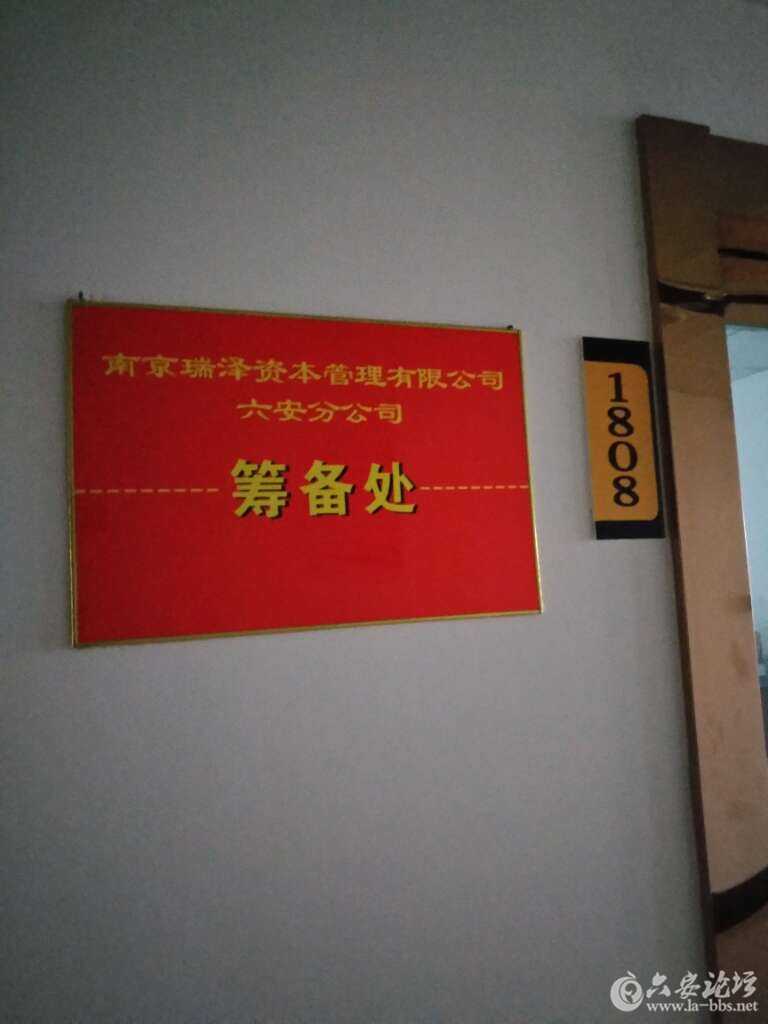 南京瑞泽资本管理有限公司
六安分公司
筹备处
1808
六安论坛
www.la-bbs.net